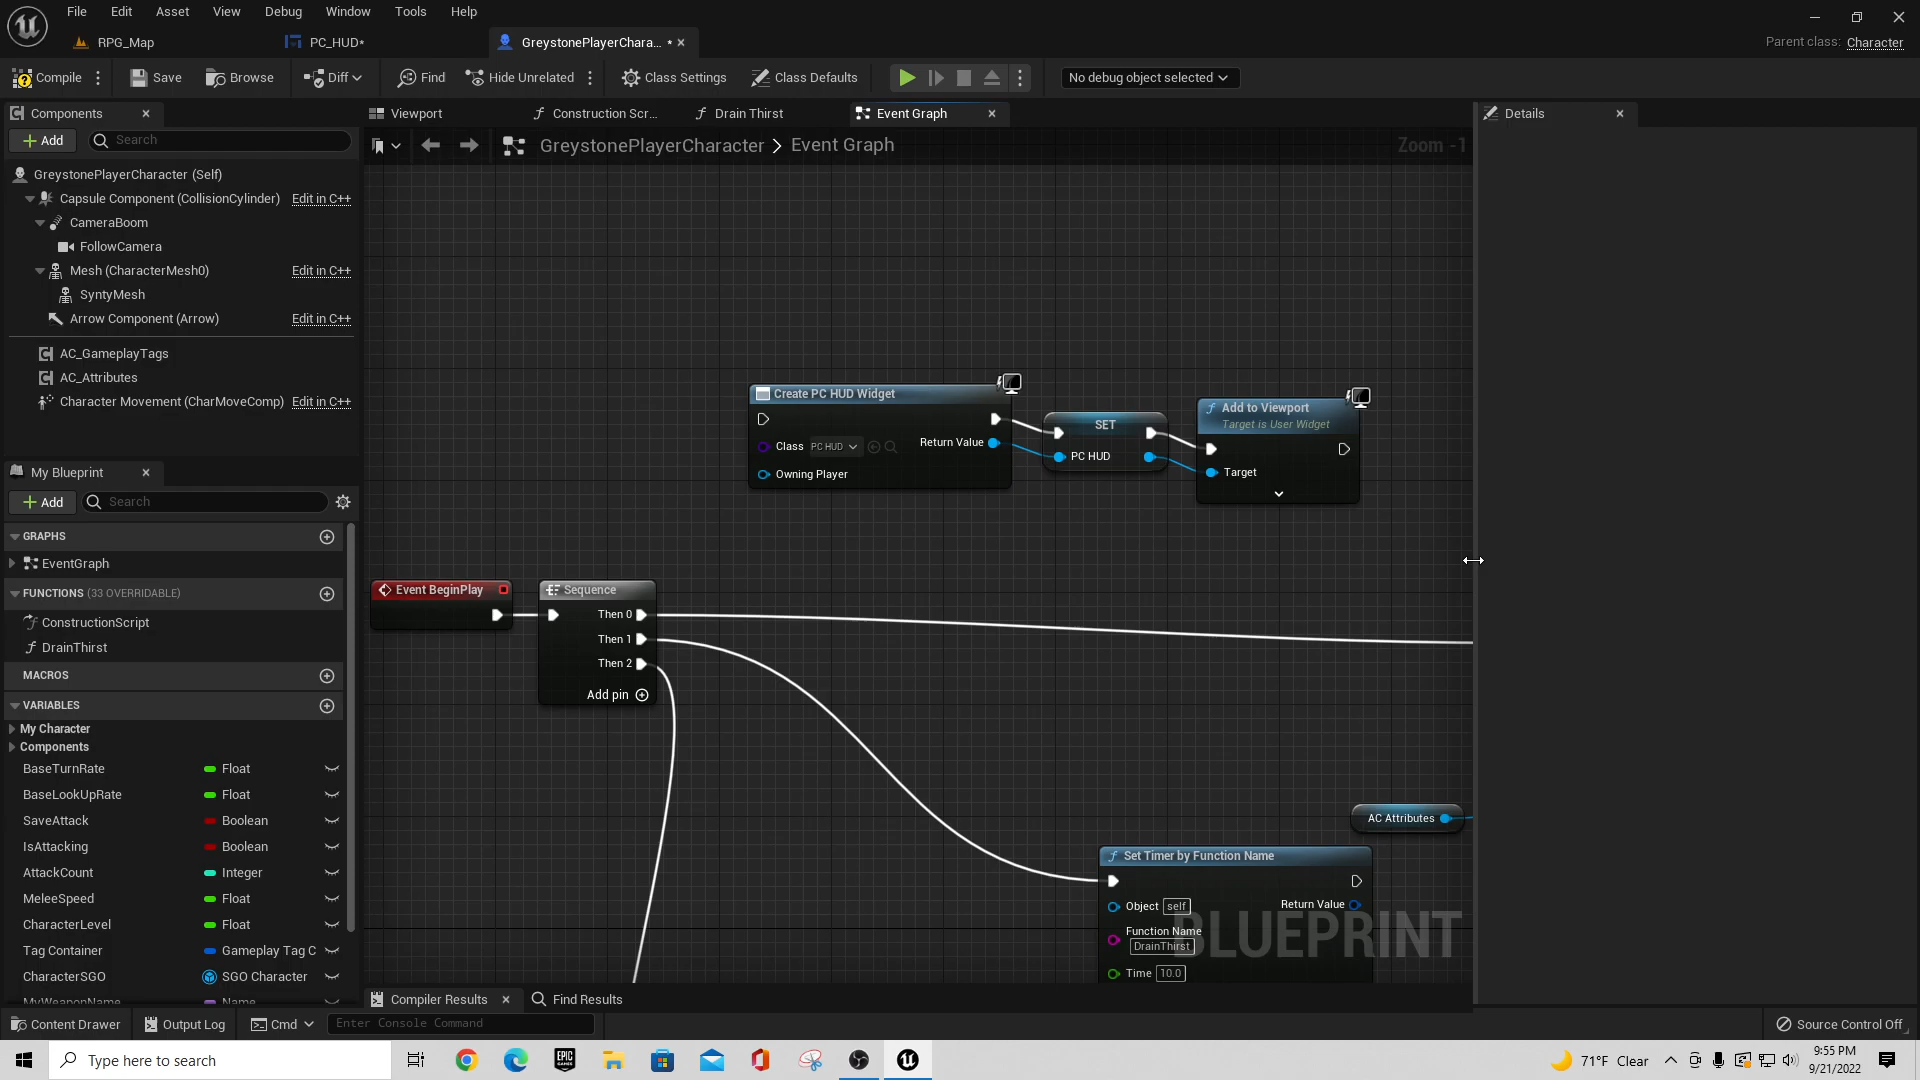 File Edit Asset View Debug Window Tools Help
RPG_Map PC_HUD* GreystonePlayerChara... *
Parent class: Character
Compile Save Browse Diff Find Hide Unrelated Class Settings Class Defaults No debug object selected
Components
Viewport Construction Scr... Drain Thirst Event Graph
Details
Add Search
GreystonePlayerCharacter > Event Graph
Zoom -1
GreystonePlayerCharacter (Self)
Capsule Component (CollisionCylinder) Edit in C++
CameraBoom
FollowCamera
Mesh (CharacterMesh0) Edit in C++
SyntyMesh
Arrow Component (Arrow) Edit in C++
AC_GameplayTags
AC_Attributes
Character Movement (CharMoveComp) Edit in C++
My Blueprint
Add Search
GRAPHS
EventGraph
FUNCTIONS (33 OVERRIDABLE)
ConstructionScript
DrainThirst
MACROS
VARIABLES
My Character
Components
BaseTurnRate Float
BaseLookUpRate Float
SaveAttack Boolean
IsAttacking Boolean
AttackCount Integer
MeleeSpeed Float
CharacterLevel Float
Tag Container Gameplay Tag C
CharacterSGO SGO Character
MyWeaponName Name
Create PC HUD Widget
Class PC HUD
Return Value
Owning Player
SET
PC HUD
Add to Viewport
Target is User Widget
Target
Event BeginPlay
Sequence
Then 0
Then 1
Then 2
Add pin
AC Attributes
Set Timer by Function Name
Object self
Return Value
Function Name
DrainThirst
Time 10.0
BLUEPRINT
Compiler Results Find Results
Content Drawer Output Log Cmd Enter Console Command
Source Control Off
Type here to search
EPIC GAMES
71°F Clear
9:55 PM
9/21/2022